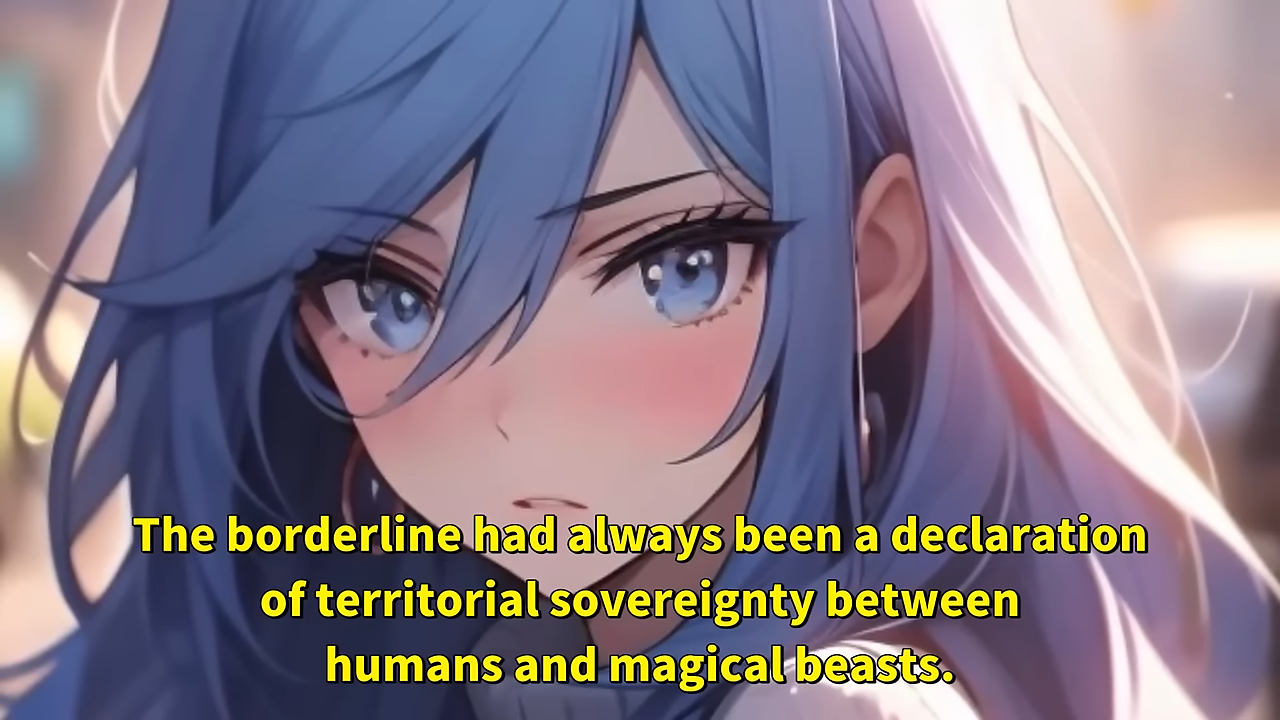 The borderline had always been a declaration
of territorial sovereignty between
humans and magical beasts.